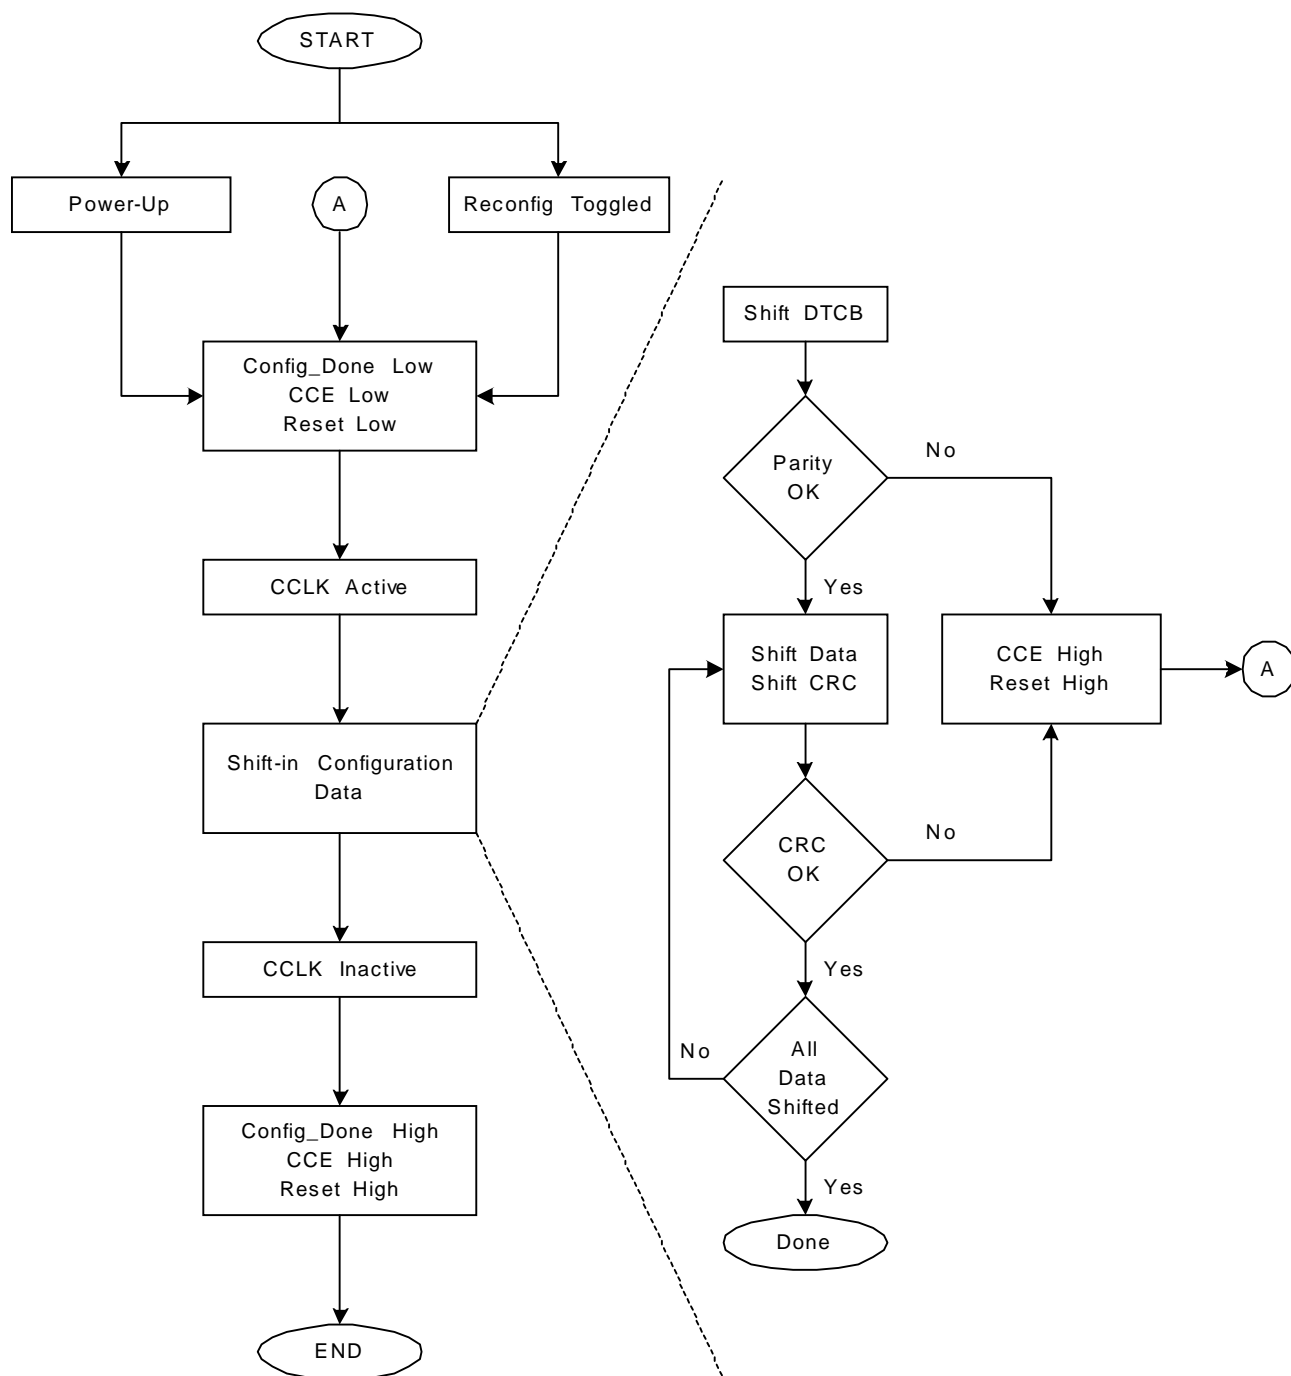 START
Power-Up
A
Reconfig Toggled
Config_Done Low
CCE Low
Reset Low
CCLK Active
Shift-in Configuration
Data
CCLK Inactive
Config_Done High
CCE High
Reset High
END
Shift DTCB
Parity
OK
No
Yes
Shift Data
Shift CRC
CCE High
Reset High
A
CRC
OK
No
Yes
All
Data
Shifted
No
Yes
Done